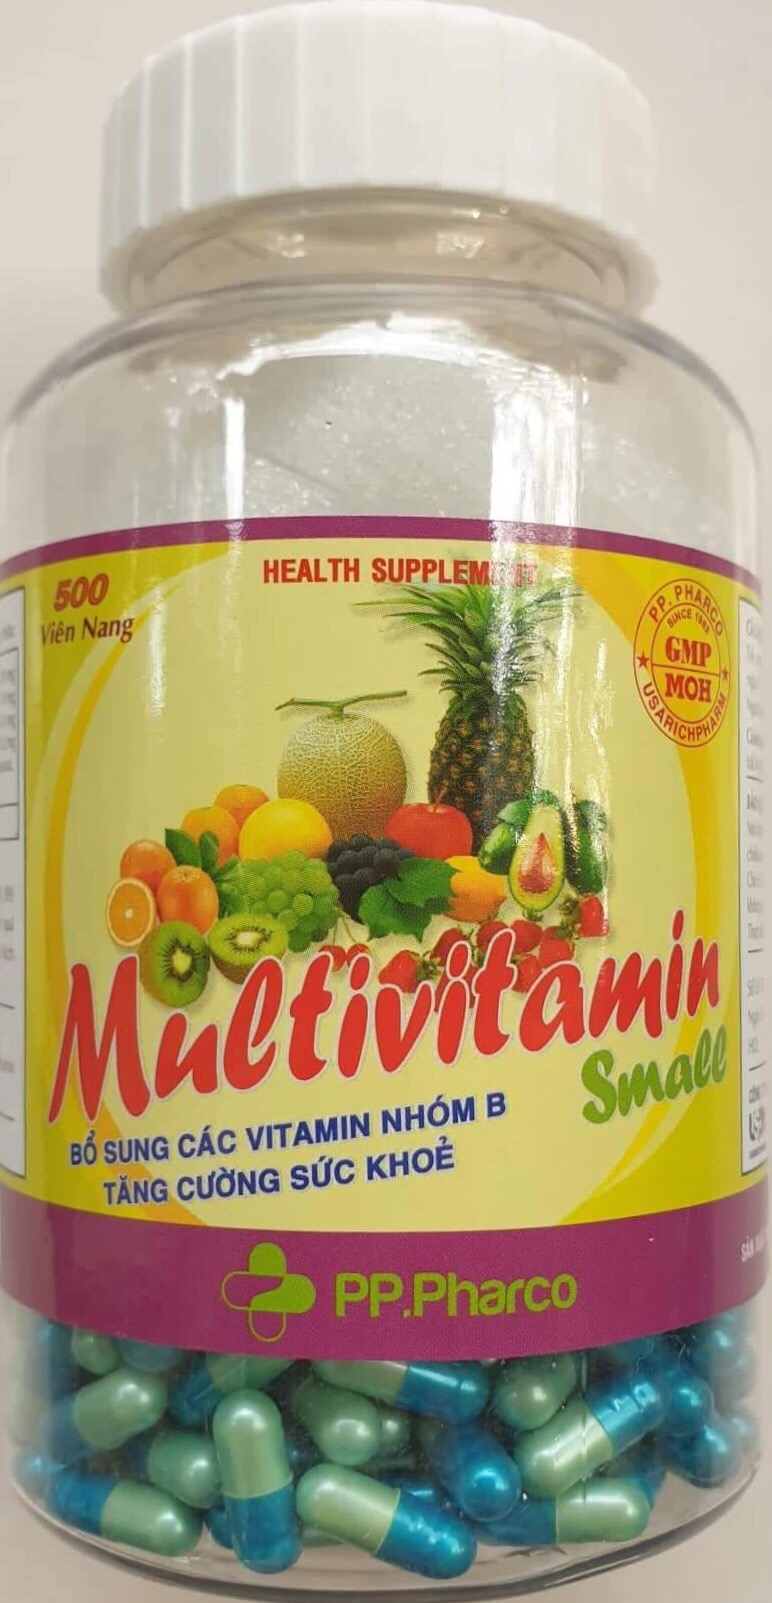 HEALTH SUPPLEMENT
500
Viên Nang
PP. PHARCO
SINCE 1982
GMP
MOH
USARICHPHARM
Multivitamin
Small
BỔ SUNG CÁC VITAMIN NHÓM B
TĂNG CƯỜNG SỨC KHOẺ
PP.Pharco